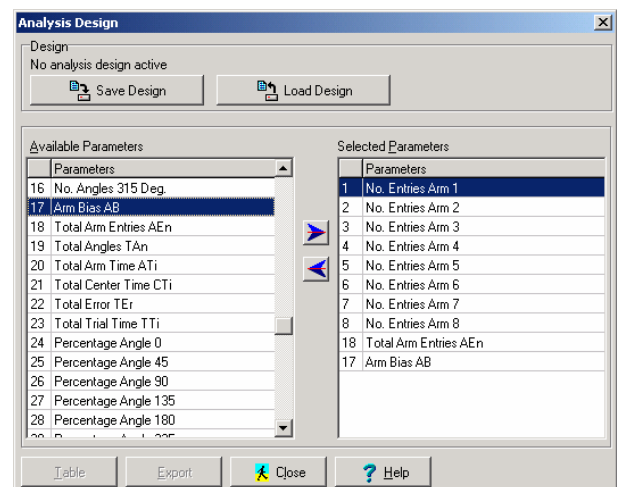 Analysis Design
Design
No analysis design active
Save Design
Load Design
Available Parameters
Parameters
16 No. Angles 315 Deg.
17 Arm Bias AB
18 Total Arm Entries AEn
19 Total Angles TAn
20 Total Arm Time ATi
21 Total Center Time CTi
22 Total Error TEr
23 Total Trial Time TTi
24 Percentage Angle 0
25 Percentage Angle 45
26 Percentage Angle 90
27 Percentage Angle 135
28 Percentage Angle 180
Selected Parameters
Parameters
1 No. Entries Arm 1
2 No. Entries Arm 2
3 No. Entries Arm 3
4 No. Entries Arm 4
5 No. Entries Arm 5
6 No. Entries Arm 6
7 No. Entries Arm 7
8 No. Entries Arm 8
18 Total Arm Entries AEn
17 Arm Bias AB
Table
Export
Close
? Help